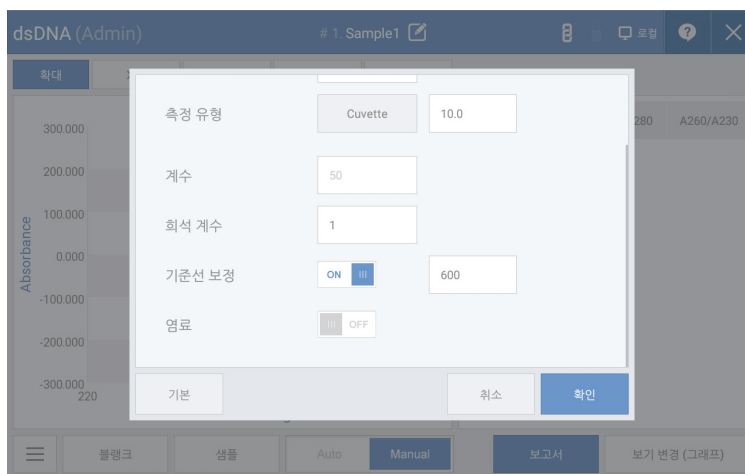 dsDNA (Admin)
# 1. Sample1
로컬
확대
측정 유형
Cuvette
10.0
280
A260/A230
계수
50
희석 계수
1
기준선 보정
ON
600
염료
OFF
기본
취소
확인
Absorbance
300.000
200.000
100.000
0.000
-100.000
-200.000
-300.000
220
블랭크
샘플
Auto
Manual
보고서
보기 변경 (그래프)